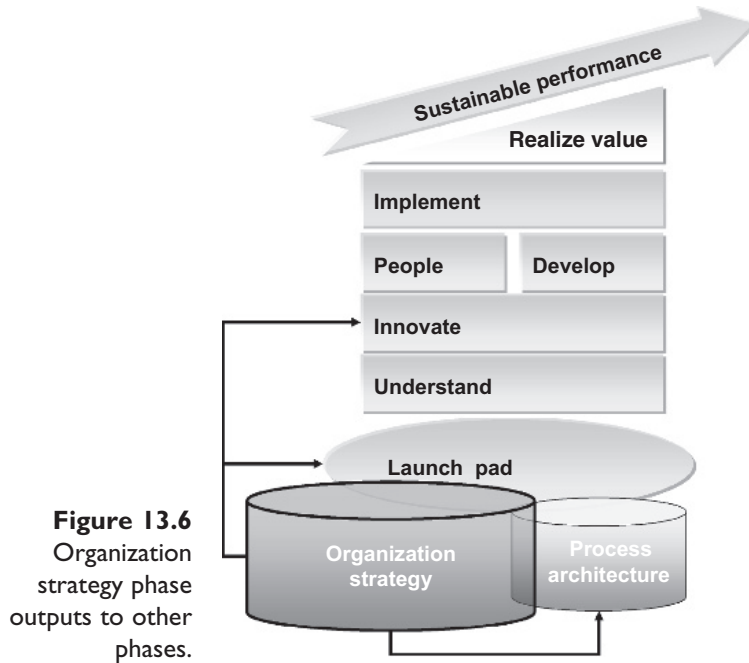 Sustainable performance
Realize value
Implement
People
Develop
Innovate
Understand
Launch pad
Organization
strategy
Process
architecture
Figure 13.6
Organization
strategy phase
outputs to other
phases.